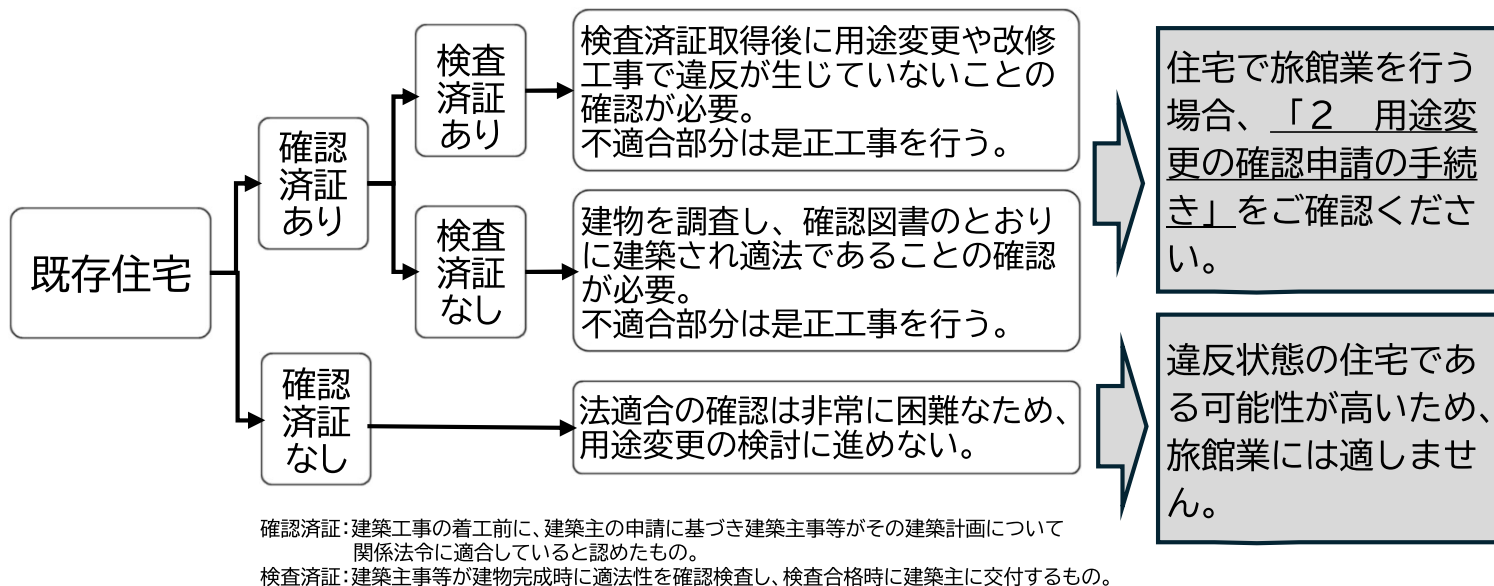 既存住宅
確認
済証
あり
検査
済証
あり
検査済証取得後に用途変更や改修
工事で違反が生じていないことの
確認が必要。
不適合部分は是正工事を行う。
検査
済証
なし
建物を調査し、確認図書のとおり
に建築され適法であることの確認
が必要。
不適合部分は是正工事を行う。
住宅で旅館業を行う
場合、「2　用途変
更の確認申請の手続
き」をご確認くださ
い。
確認
済証
なし
法適合の確認は非常に困難なため、
用途変更の検討に進めない。
違反状態の住宅であ
る可能性が高いため、
旅館業には適しませ
ん。
確認済証：建築工事の着工前に、建築主の申請に基づき建築主事等がその建築計画について
関係法令に適合していると認めたもの。
検査済証：建築主事等が建物完成時に適法性を確認検査し、検査合格時に建築主に交付するもの。